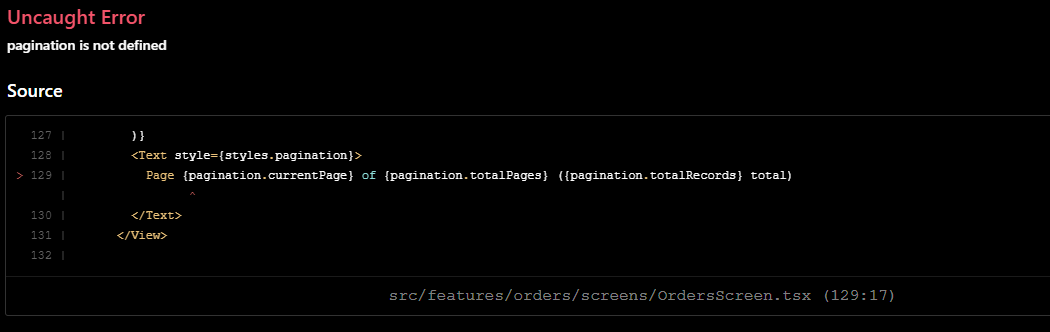 Uncaught Error
pagination is not defined
Source
127 | )}
128 | <Text style={styles.pagination}>
> 129 | Page {pagination.currentPage} of {pagination.totalPages} ({pagination.totalRecords} total)
| ^
130 | </Text>
131 | </View>
132 |
src/features/orders/screens/OrdersScreen.tsx (129:17)